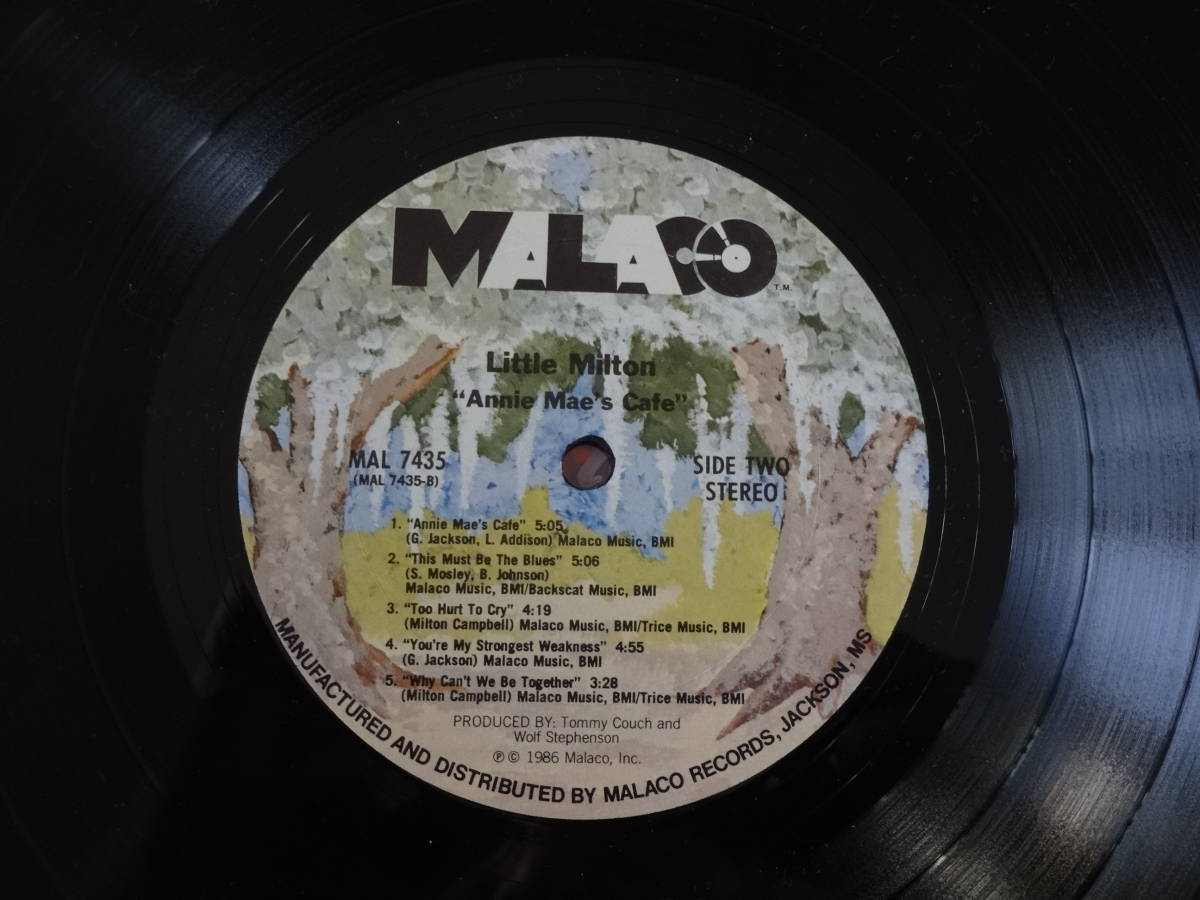 MALACO
T.M.
Little Milton
"Annie Mae's Cafe"
MAL 7435
(MAL 7435-B)
SIDE TWO
STEREO
1. "Annie Mae's Cafe" 5:05
(G. Jackson, L. Addison) Malaco Music, BMI
2. "This Must Be The Blues" 5:06
(S. Mosley, B. Johnson)
Malaco Music, BMI/Backscat Music, BMI
3. "Too Hurt To Cry" 4:19
(Milton Campbell) Malaco Music, BMI/Trice Music, BMI
4. "You're My Strongest Weakness" 4:55
(G. Jackson) Malaco Music, BMI
5. "Why Can't We Be Together" 3:28
(Milton Campbell) Malaco Music, BMI/Trice Music, BMI
PRODUCED BY: Tommy Couch and
Wolf Stephenson
℗ © 1986 Malaco, Inc.
MANUFACTURED AND DISTRIBUTED BY MALACO RECORDS, JACKSON, MS